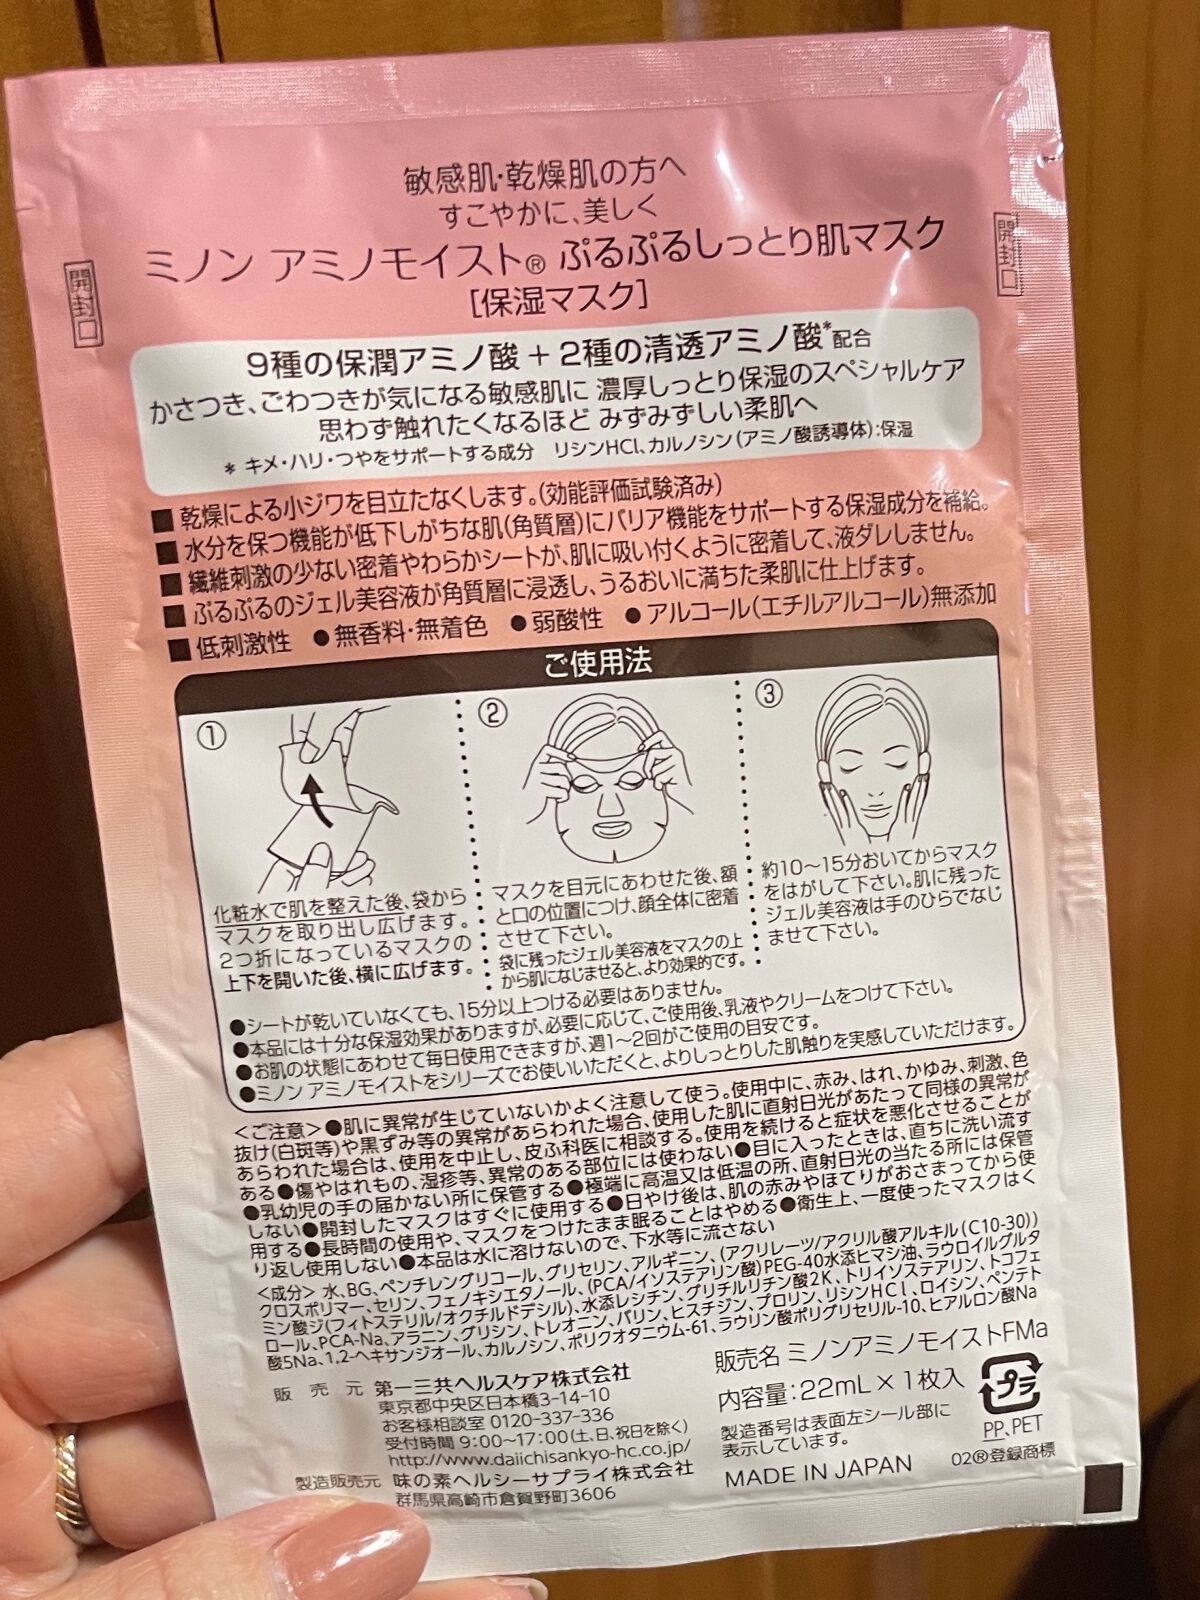 敏感肌・乾燥肌の方へ
すこやかに、美しく
ミノン アミノモイスト® ぷるぷるしっとり肌マスク
[保湿マスク]
開封口
開封口
9種の保潤アミノ酸+2種の清透アミノ酸*配合
かさつき、ごわつきが気になる敏感肌に 濃厚しっとり保湿のスペシャルケア
思わず触れたくなるほど みずみずしい柔肌へ
* キメ・ハリ・つやをサポートする成分 リシンHCl、カルノシン(アミノ酸誘導体):保湿
■ 乾燥による小ジワを目立たなくします。(効能評価試験済み)
■ 水分を保つ機能が低下しがちな肌(角質層)にバリア機能をサポートする保湿成分を補給。
■ 繊維刺激の少ない密着やわらかシートが、肌に吸い付くように密着して、液ダレしません。
■ ぷるぷるのジェル美容液が角質層に浸透し、うるおいに満ちた柔肌に仕上げます。
■ 低刺激性 ●無香料・無着色 ●弱酸性 ●アルコール(エチルアルコール)無添加
ご使用法
①
化粧水で肌を整えた後、袋から
マスクを取り出し広げます。
2つ折になっているマスクの
上下を開いた後、横に広げます。
②
マスクを目元にあわせた後、額
と口の位置につけ、顔全体に密着
させて下さい。
袋に残ったジェル美容液をマスクの上
から肌になじませると、より効果的です。
③
約10〜15分おいてからマスク
をはがして下さい。肌に残った
ジェル美容液は手のひらでなじ
ませて下さい。
●シートが乾いていなくても、15分以上つける必要はありません。
●本品には十分な保湿効果がありますが、必要に応じて、ご使用後、乳液やクリームをつけて下さい。
●お肌の状態にあわせて毎日使用できますが、週1〜2回がご使用の目安です。
●ミノン アミノモイストをシリーズでお使いいただくと、よりしっとりした肌触りを実感していただけます。
<ご注意>●肌に異常が生じていないかよく注意して使う。使用中に、赤み、はれ、かゆみ、刺激、色
抜け(白斑等)や黒ずみ等の異常があらわれた場合、使用した肌に直射日光があたって同様の異常が
あらわれた場合は、使用を中止し、皮ふ科医に相談する。使用を続けると症状を悪化させることが
ある●傷やはれもの、湿疹等、異常のある部位には使わない●目に入ったときは、直ちに洗い流す
●乳幼児の手の届かない所に保管する●極端に高温又は低温の所、直射日光の当たる所には保管
しない●開封したマスクはすぐに使用する●日やけ後は、肌の赤みやほてりがおさまってから使
用する●長時間の使用や、マスクをつけたまま眠ることはやめる●衛生上、一度使ったマスクはく
り返し使用しない●本品は水に溶けないので、下水等に流さない
<成分> 水、BG、ペンチレングリコール、グリセリン、アルギニン、(アクリレーツ/アクリル酸アルキル(C10-30))
クロスポリマー、セリン、フェノキシエタノール、(PCA/イソステアリン酸)PEG-40水添ヒマシ油、ラウロイルグルタ
ミン酸ジ(フィトステリル/オクチルドデシル)、水添レシチン、グリチルリチン酸2K、トリイソステアリン、トコフェ
ロール、PCA-Na、アラニン、グリシン、トレオニン、バリン、ヒスチジン、プロリン、リシンHCl、ロイシン、ペンテト
酸5Na、1,2-ヘキサンジオール、カルノシン、ポリクオタニウム-61、ラウリン酸ポリグリセリル-10、ヒアルロン酸Na
販売元 第一三共ヘルスケア株式会社
東京都中央区日本橋3-14-10
お客様相談室 0120-337-336
受付時間 9:00〜17:00(土、日、祝日を除く)
http://www.daiichisankyo-hc.co.jp/
製造販売元 味の素ヘルシーサプライ株式会社
群馬県高崎市倉賀野町3606
販売名 ミノンアミノモイストFMa
内容量:22mL×1枚入
製造番号は表面左シール部に
表示しています。
MADE IN JAPAN
プラ
PP、PET
02®登録商標